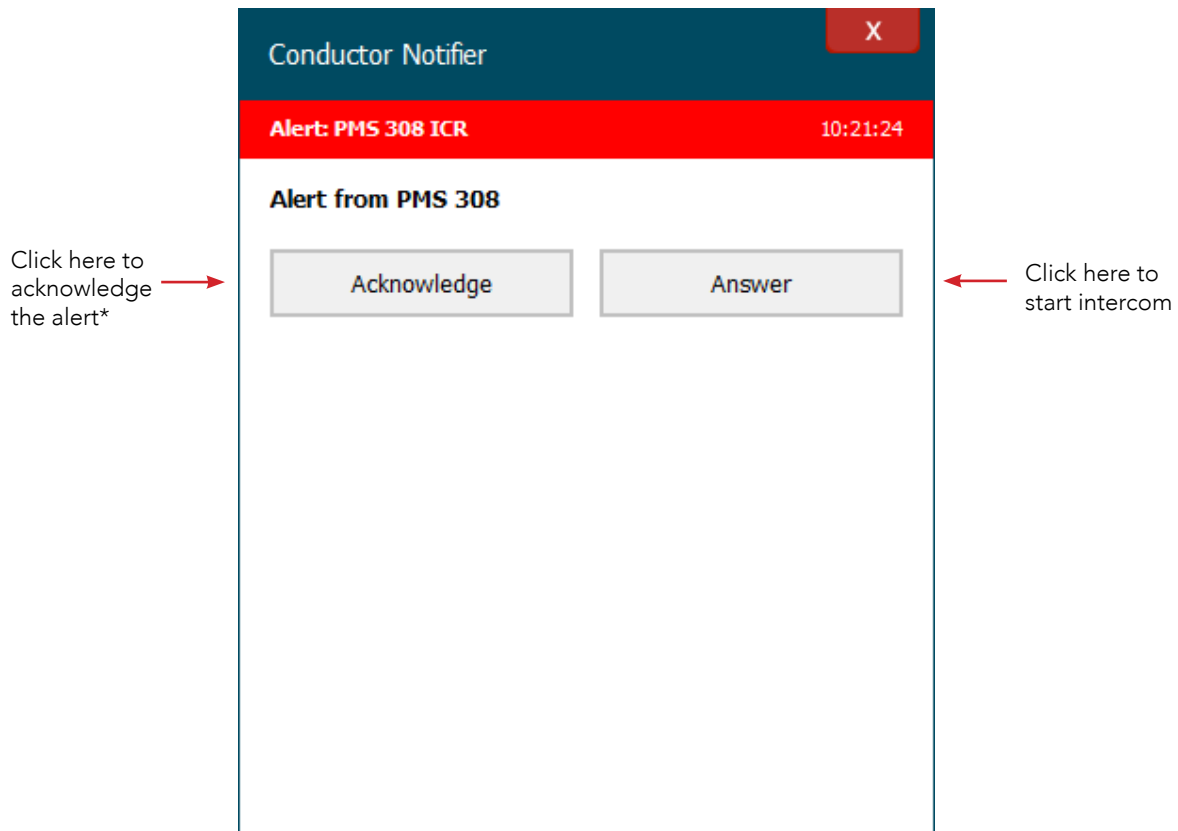 X
Conductor Notifier
Alert: PMS 308 ICR 10:21:24
Alert from PMS 308
Click here to
acknowledge
the alert*
Acknowledge
Answer
Click here to
start intercom